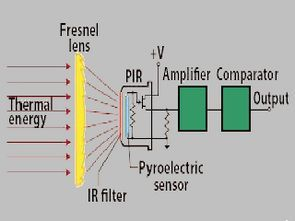 Fresnel
lens
+V
PIR
Amplifier
Comparator
Output
Thermal
energy
Pyroelectric
sensor
IR filter